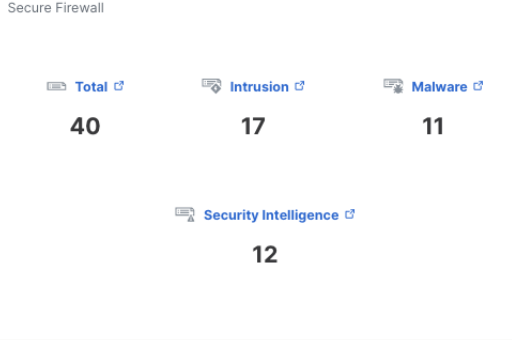 Secure Firewall
Total Intrusion Malware
40 17 11
Security Intelligence
12